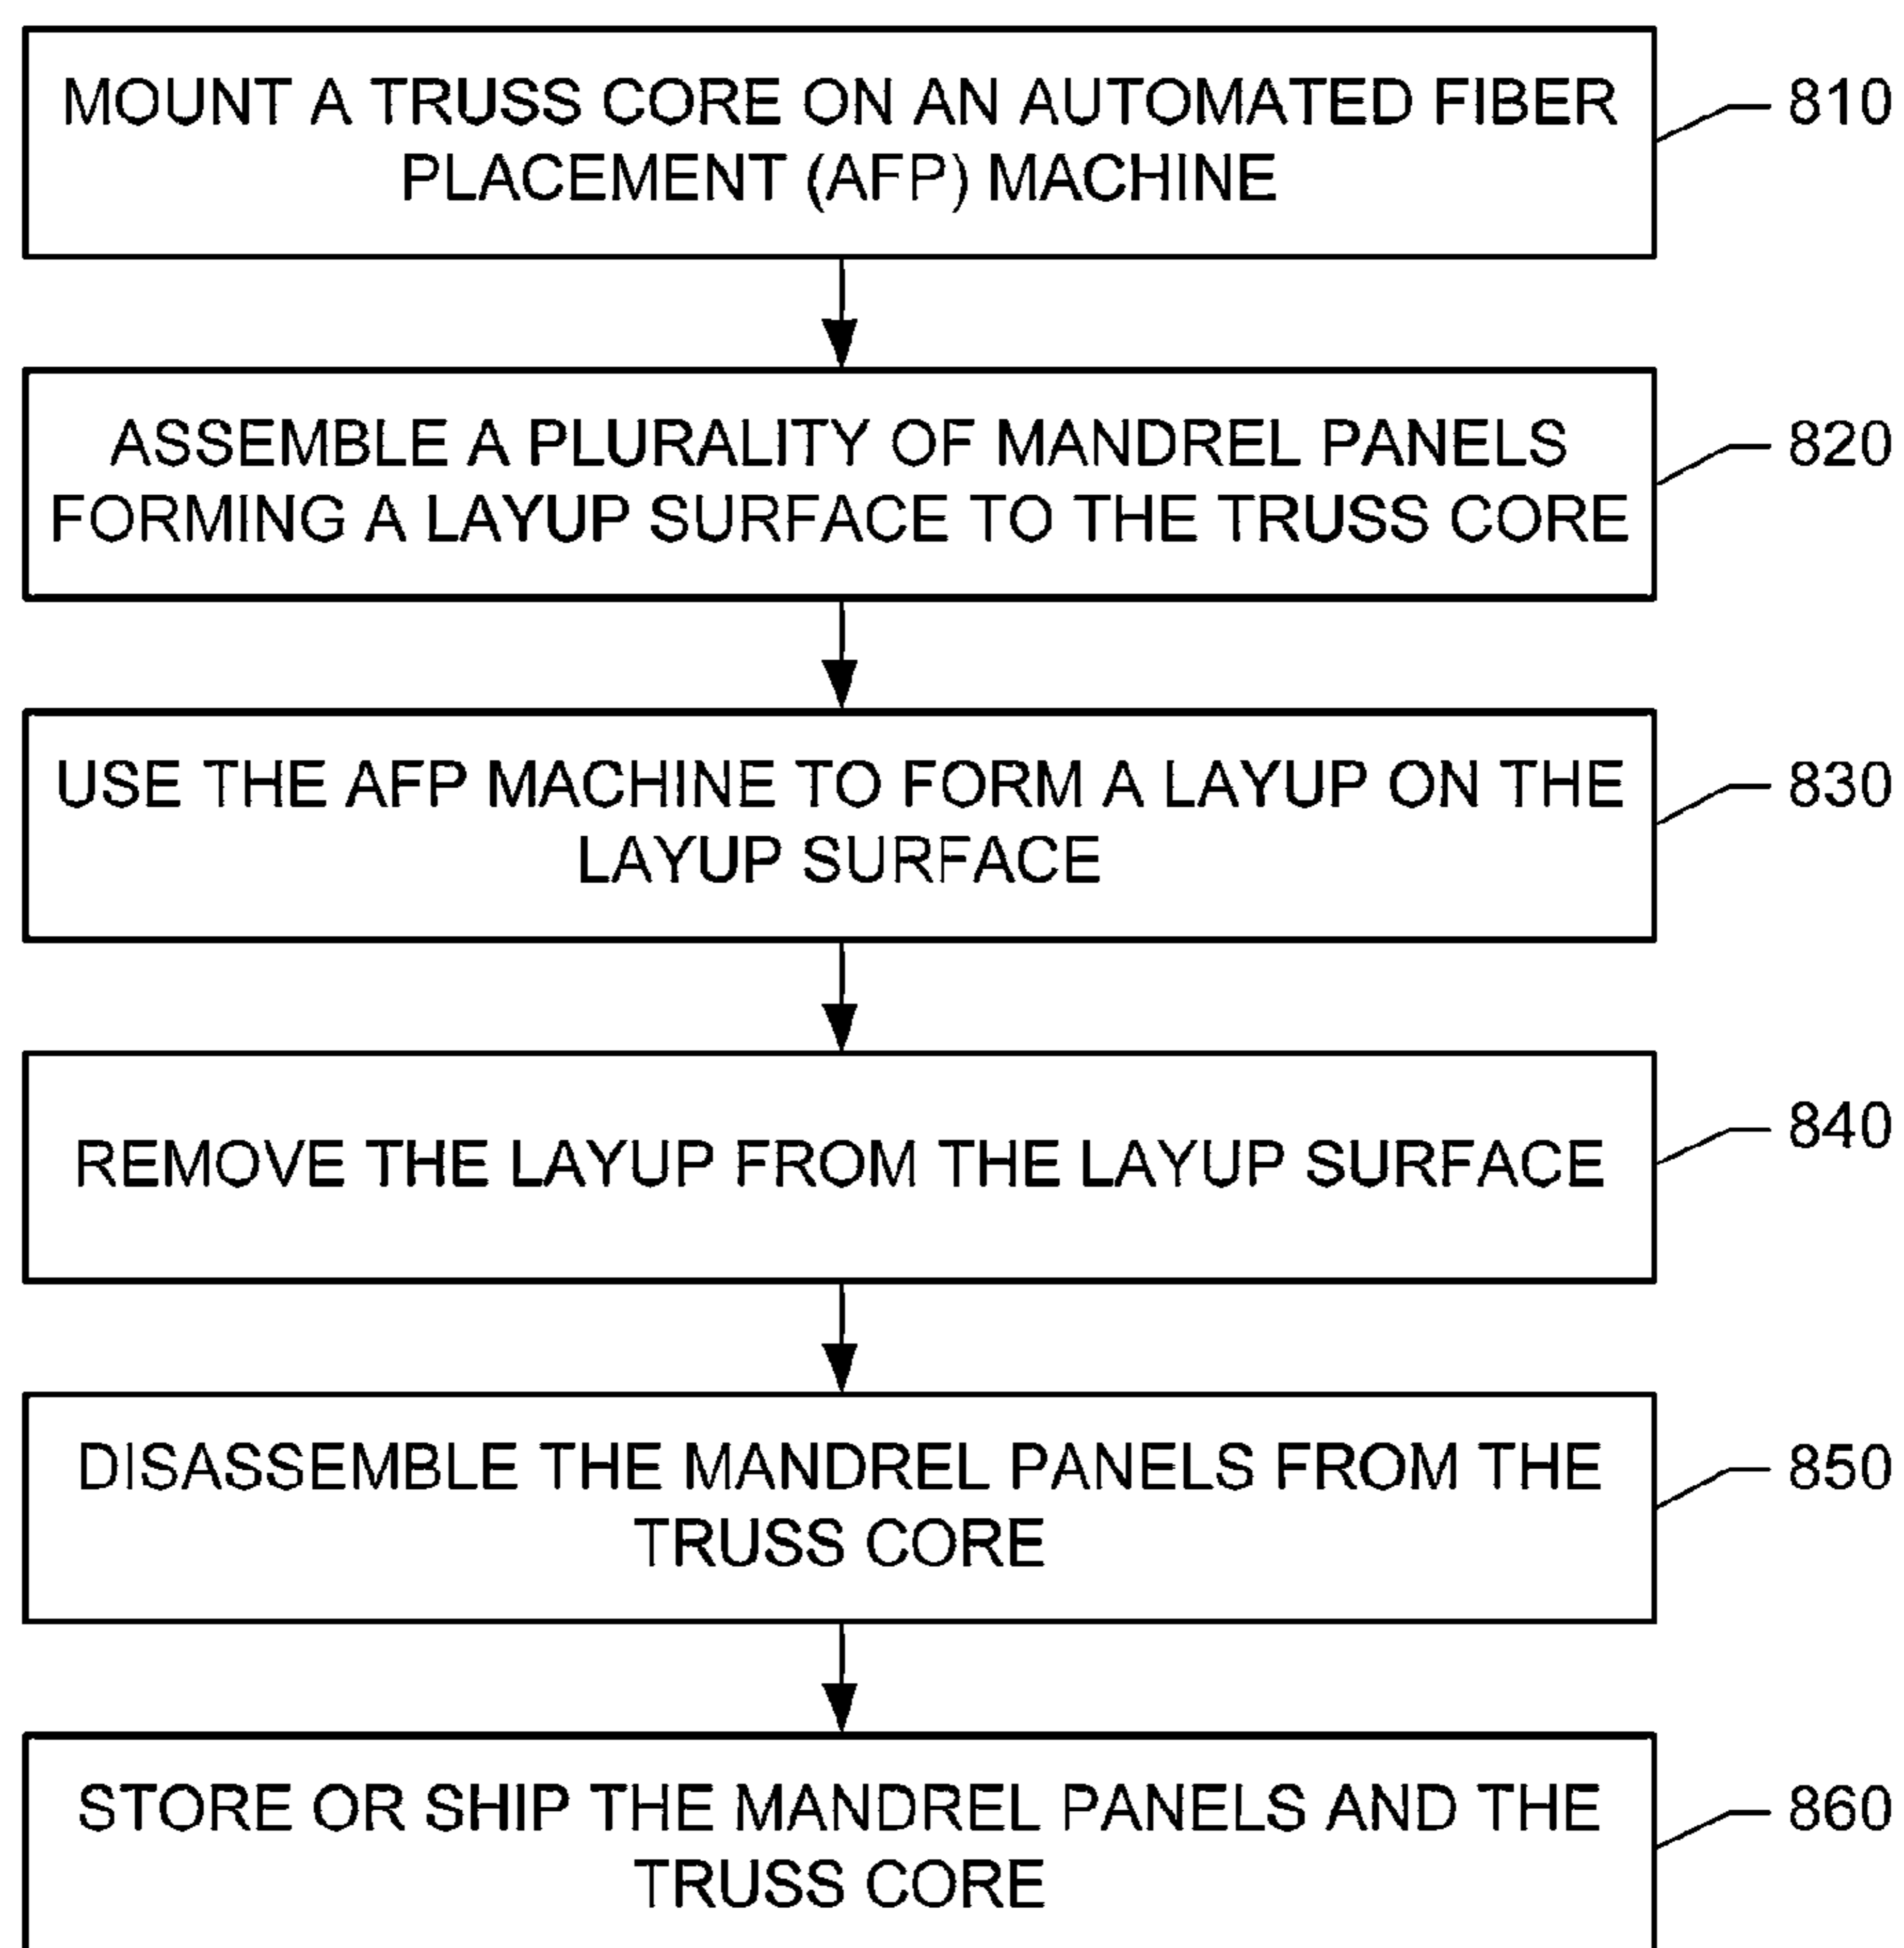 MOUNT A TRUSS CORE ON AN AUTOMATED FIBER
PLACEMENT (AFP) MACHINE
810
ASSEMBLE A PLURALITY OF MANDREL PANELS
FORMING A LAYUP SURFACE TO THE TRUSS CORE
820
USE THE AFP MACHINE TO FORM A LAYUP ON THE
LAYUP SURFACE
830
REMOVE THE LAYUP FROM THE LAYUP SURFACE
840
DISASSEMBLE THE MANDREL PANELS FROM THE
TRUSS CORE
850
STORE OR SHIP THE MANDREL PANELS AND THE
TRUSS CORE
860